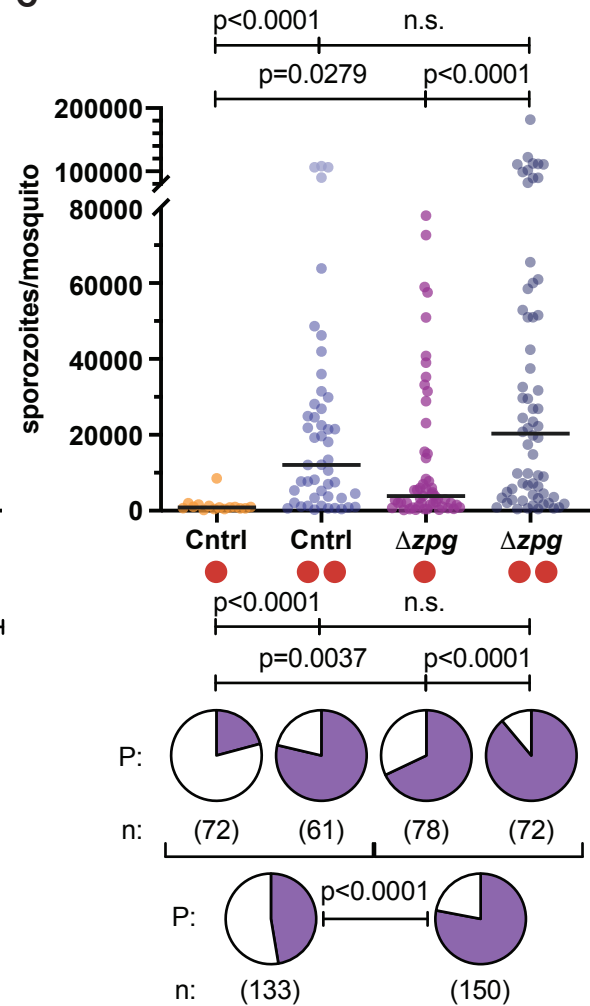 p<0.0001 n.s.
p=0.0279 p<0.0001
200000
100000
80000
60000
40000
20000
0
sporozoites/mosquito
Cntrl Cntrl Δzpg Δzpg
p<0.0001 n.s.
p=0.0037 p<0.0001
P:
n: (72) (61) (78) (72)
P: p<0.0001
n: (133) (150)